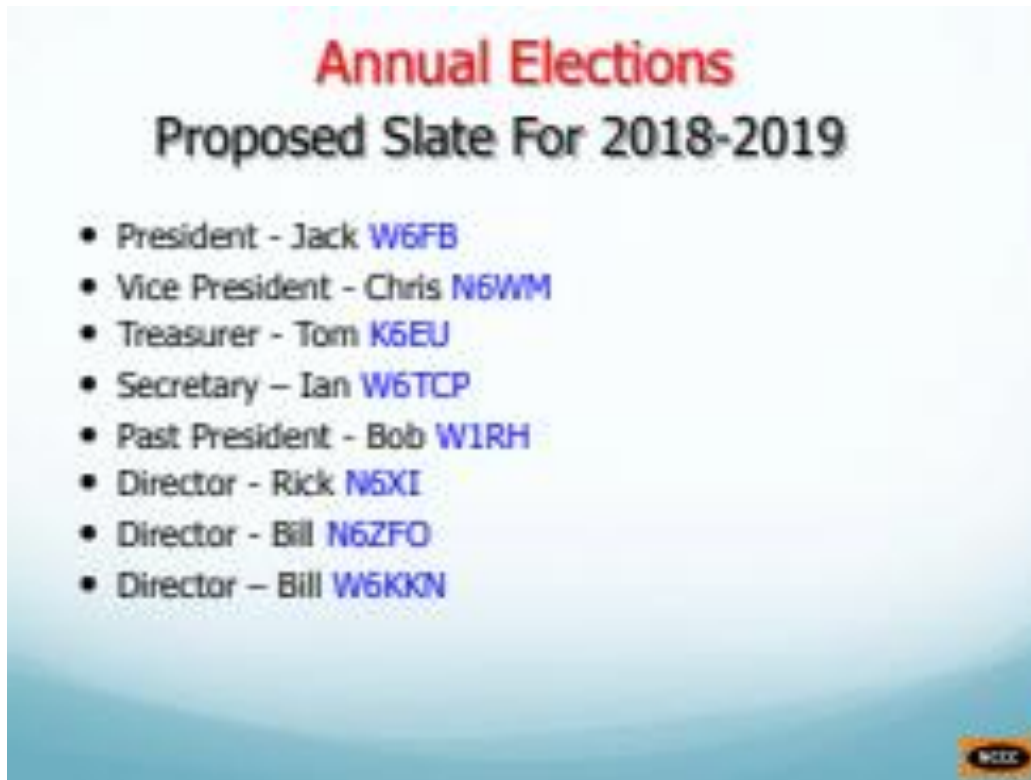 Annual Elections
Proposed Slate For 2018-2019
• President - Jack W6FB
• Vice President - Chris N6WM
• Treasurer - Tom K6EU
• Secretary – Ian W6TCP
• Past President - Bob W1RH
• Director - Rick N6XI
• Director - Bill N6ZFO
• Director – Bill W6KKN
NCCC